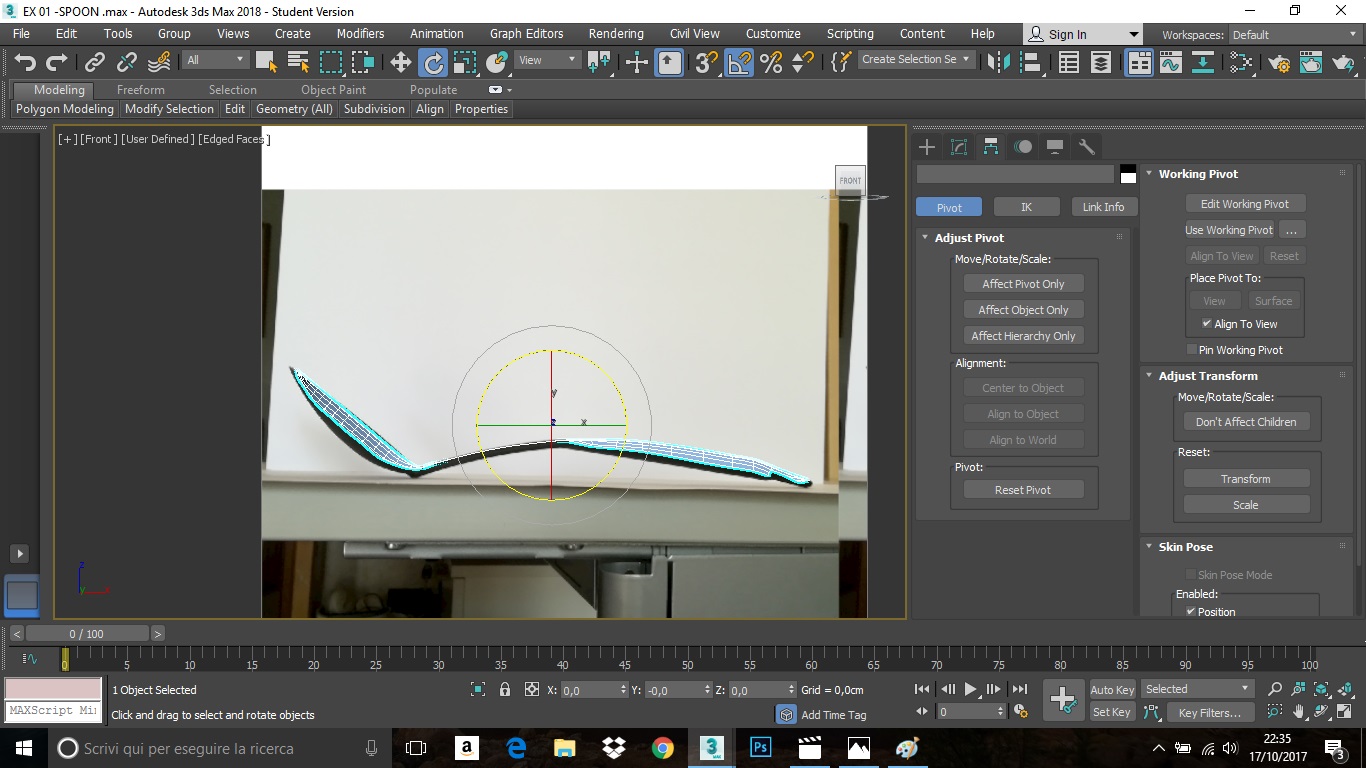 EX 01 -SPOON .max - Autodesk 3ds Max 2018 - Student Version
File Edit Tools Group Views Create Modifiers Animation Graph Editors Rendering Civil View Customize Scripting Content Help Sign In Workspaces: Default
All View 3 Create Selection Se
Modeling Freeform Selection Object Paint Populate
Polygon Modeling Modify Selection Edit Geometry (All) Subdivision Align Properties
[+] [Front ] [User Defined ] [Edged Faces ]
FRONT
y
z x
z
y x
Pivot IK Link Info
Adjust Pivot
Move/Rotate/Scale:
Affect Pivot Only
Affect Object Only
Affect Hierarchy Only
Alignment:
Center to Object
Align to Object
Align to World
Pivot:
Reset Pivot
Working Pivot
Edit Working Pivot
Use Working Pivot ...
Align To View Reset
Place Pivot To:
View Surface
Align To View
Pin Working Pivot
Adjust Transform
Move/Rotate/Scale:
Don't Affect Children
Reset:
Transform
Scale
Skin Pose
Skin Pose Mode
Enabled:
Position
< 0 / 100 >
0 5 10 15 20 25 30 35 40 45 50 55 60 65 70 75 80 85 90 95 100
1 Object Selected X: 0,0 Y: -0,0 Z: 0,0 Grid = 0,0cm Auto Key Selected
MAXScript Mi Click and drag to select and rotate objects Add Time Tag 0 Set Key Key Filters...
Scrivi qui per eseguire la ricerca
a
3
MAX
Ps
22:35
17/10/2017
3